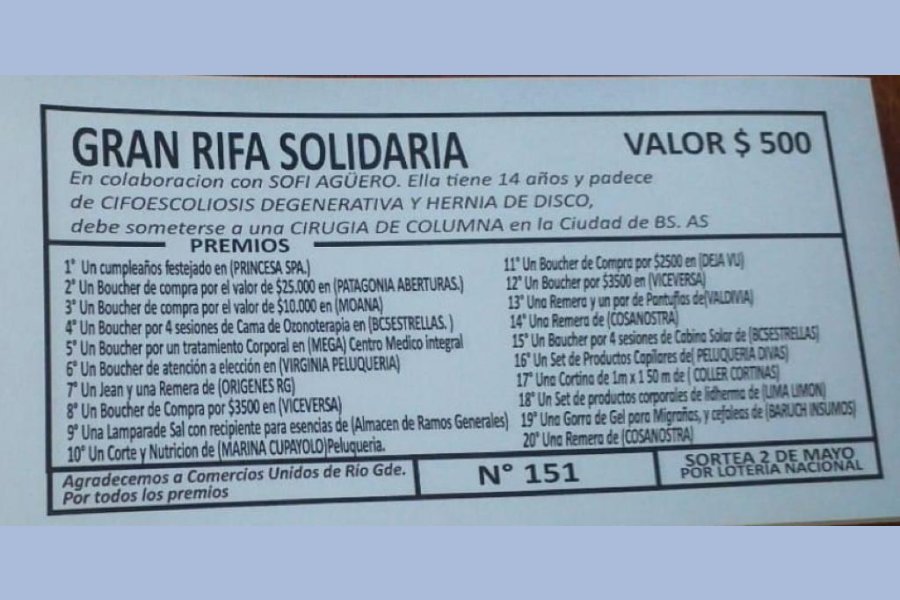 GRAN RIFA SOLIDARIA
VALOR $ 500
En colaboracion con SOFI AGÜERO. Ella tiene 14 años y padece
de CIFOESCOLIOSIS DEGENERATIVA Y HERNIA DE DISCO,
debe someterse a una CIRUGIA DE COLUMNA en la Ciudad de BS. AS
PREMIOS
1° Un cumpleaños festejado en (PRINCESA SPA.)
2° Un Boucher de compra por el valor de $25.000 en (PATAGONIA ABERTURAS.)
3° Un Boucher de compra por el valor de $10.000 en (MOANA)
4° Un Boucher por 4 sesiones de Cama de Ozonoterapia en (BCSESTRELLAS. )
5° Un Boucher por un tratamiento Corporal en (MEGA) Centro Medico integral
6° Un Boucher de atención a elección en (VIRGINIA PELUQUERIA)
7° Un Jean y una Remera de (ORIGENES RG)
8° Un Boucher de Compra por $3500 en (VICEVERSA)
9° Una Lamparade Sal con recipiente para esencias de (Almacen de Ramos Generales)
10° Un Corte y Nutricion de (MARINA CUPAYOLO)Peluqueria.
11° Un Boucher de Compra por $2500 en (DEJA VU)
12° Un Boucher por $3500 en (VICEVERSA)
13° Una Remera y un par de Pantuflas de(VALDIVIA)
14° Una Remera de (COSANOSTRA)
15° Un Baucher por 4 sesiones de Cabina Solar de (BCSESTRELLAS)
16° Un Set de Productos Capilares de( PELUQUERIA DIVAS)
17° Una Cortina de 1m x 1 50 m de ( COLLER CORTINAS)
18° Un Set de productos corporales de lidherma de (LIMA LIMON)
19° Una Gorra de Gel para Migrañas, y cefaleas de (BARUCH INSUMOS)
20° Una Remera de (COSANOSTRA)
Agradecemos a Comercios Unidos de Río Gde.
Por todos los premios
N° 151
SORTEA 2 DE MAYO
POR LOTERIA NACIONAL